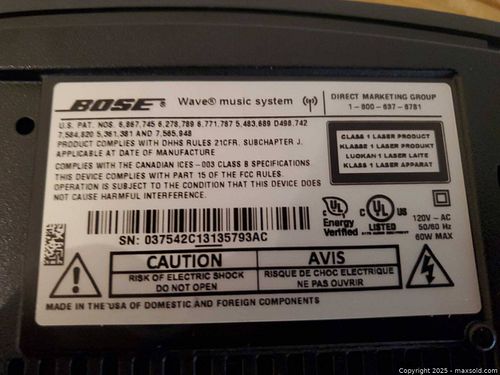 BOSE® Wave® music system
DIRECT MARKETING GROUP
1-800-637-8781
U.S. PAT. NOS. 6,867,745 6,278,789 6,771,787 5,483,689 D498,742
7,584,820 5,361,381 AND 7,565,948
PRODUCT COMPLIES WITH DHHS RULES 21CFR, SUBCHAPTER J.
APPLICABLE AT DATE OF MANUFACTURE
COMPLIES WITH THE CANADIAN ICES-003 CLASS B SPECIFICATIONS
THIS DEVICE COMPLIES WITH PART 15 OF THE FCC RULES.
OPERATION IS SUBJECT TO THE CONDITION THAT THIS DEVICE DOES
NOT CAUSE HARMFUL INTERFERENCE.
CLASS 1 LASER PRODUCT
KLASSE 1 LASER PRODUKT
LUOKAN 1 LASER LAITE
KLASS 1 LASER APPARAT
UL
Energy
Verified
C UL US
LISTED
120V ~ AC
50/60 Hz
60W MAX
SN: 037542C13135793AC
CAUTION
RISK OF ELECTRIC SHOCK
DO NOT OPEN
AVIS
RISQUE DE CHOC ELECTRIQUE
NE PAS OUVRIR
MADE IN THE USA OF DOMESTIC AND FOREIGN COMPONENTS
Copyright 2025 - maxsold.com